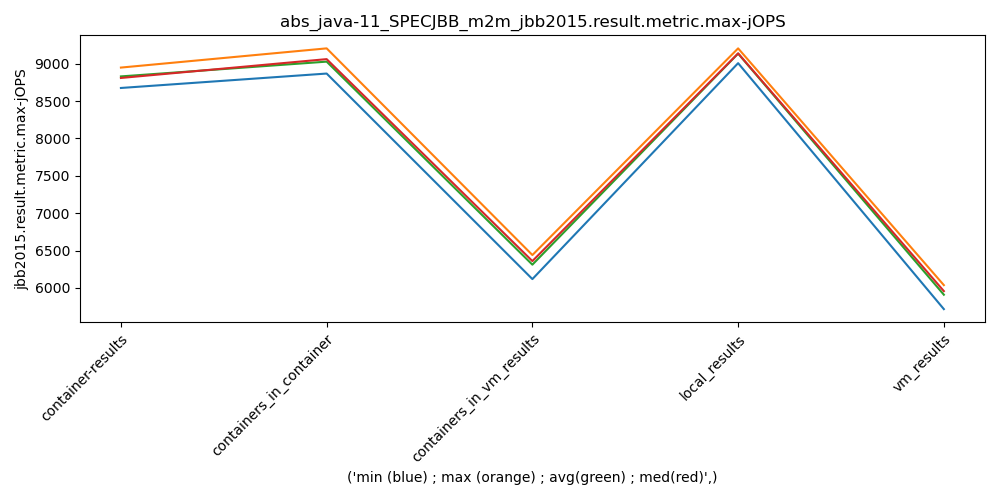 abs_java-11_SPECJBB_m2m_jbb2015.result.metric.max-jOPS
jbb2015.result.metric.max-jOPS
9000
8500
8000
7500
7000
6500
6000
container-results
containers_in_container
containers_in_vm_results
local_results
vm_results
('min (blue) ; max (orange) ; avg(green) ; med(red)',)